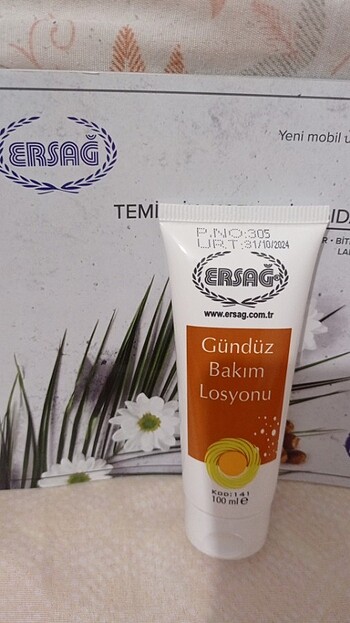 ERSAĞ
Yeni mobil
TEMİ
P.NO:305
ÜRT:31/10/2024
ERSAĞ®
www.ersag.com.tr
Gündüz
Bakım
Losyonu
KOD:141
100 ml e